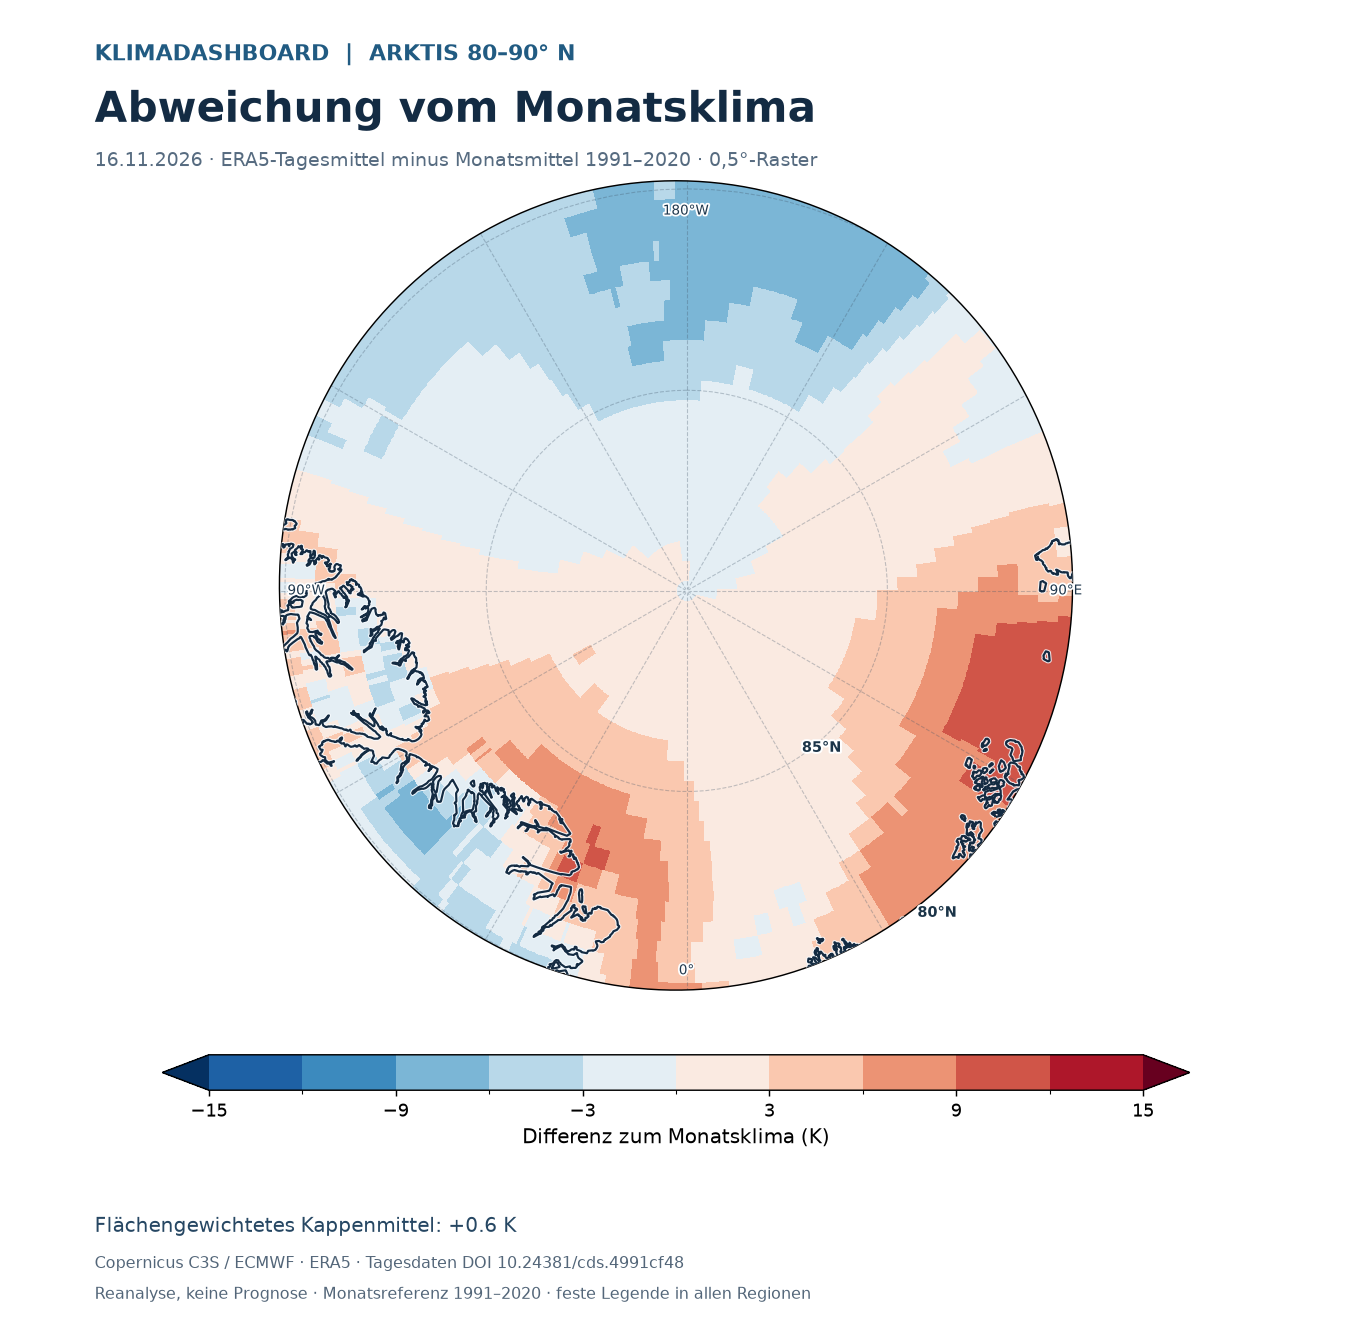 KLIMADASHBOARD | ARKTIS 80–90° N
Abweichung vom Monatsklima
16.11.2026 · ERA5-Tagesmittel minus Monatsmittel 1991–2020 · 0,5°-Raster
180°W
90°W
90°E
85°N
80°N
0°
−15 −9 −3 3 9 15
Differenz zum Monatsklima (K)
Flächengewichtetes Kappenmittel: +0.6 K
Copernicus C3S / ECMWF · ERA5 · Tagesdaten DOI 10.24381/cds.4991cf48
Reanalyse, keine Prognose · Monatsreferenz 1991–2020 · feste Legende in allen Regionen